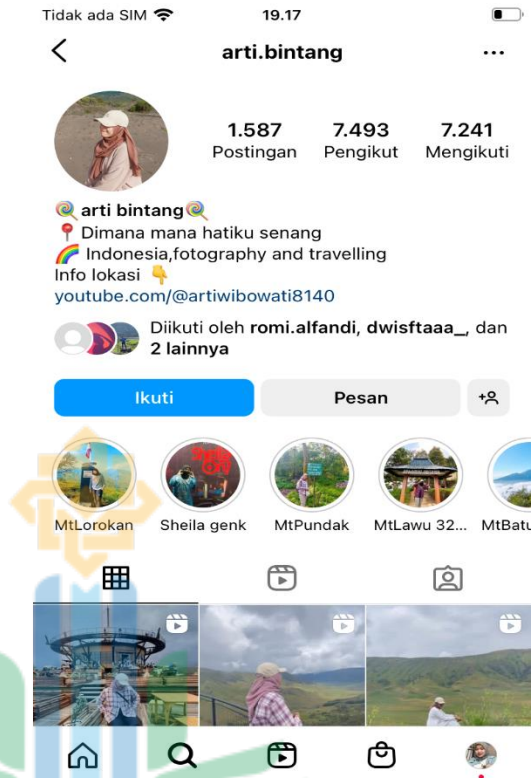 Tidak ada SIM 19.17
arti.bintang
1.587 7.493 7.241
Postingan Pengikut Mengikuti
arti bintang
Dimana mana hatiku senang
Indonesia,fotography and travelling
Info lokasi
youtube.com/@artiwibowati8140
Diikuti oleh romi.alfandi, dwisftaaa_, dan
2 lainnya
Ikuti Pesan
Sheila
MtLorokan Sheila genk MtPundak MtLawu 32... MtBatu